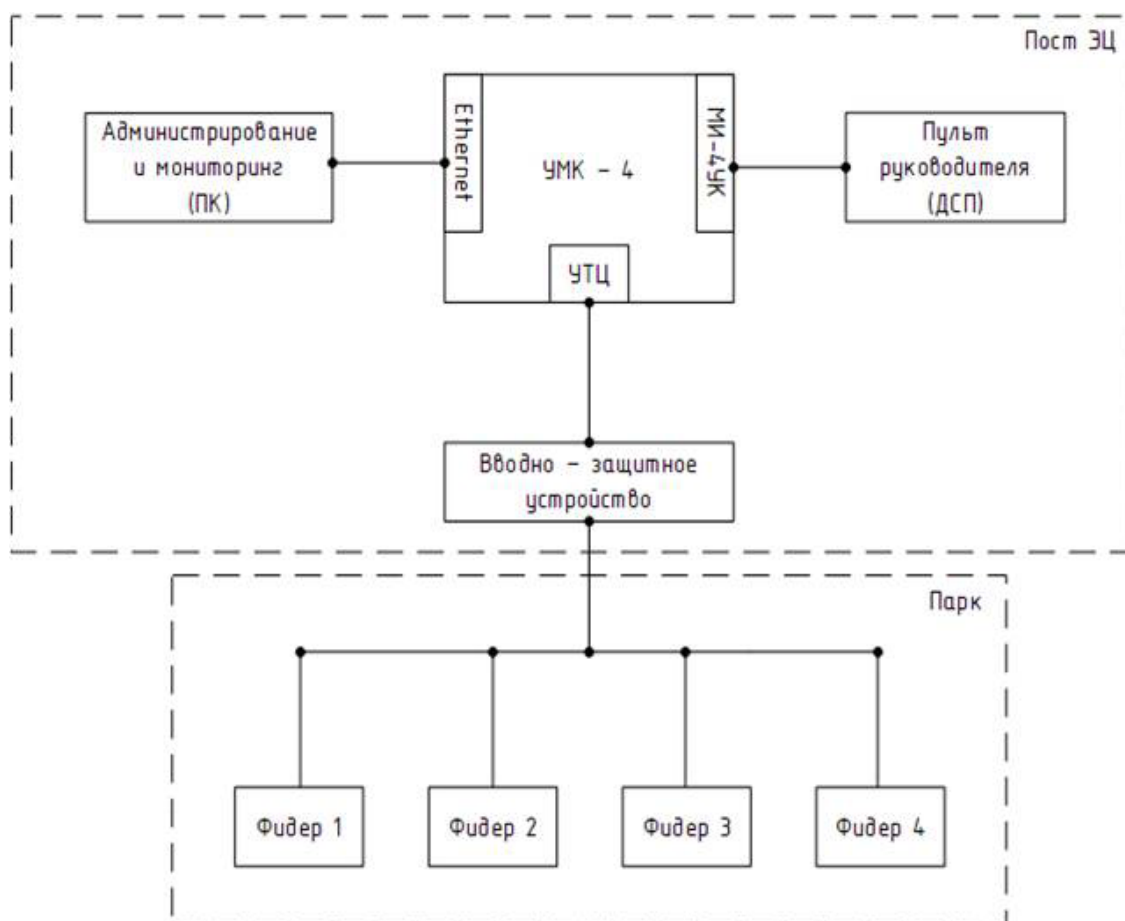 Пост ЭЦ
Администрирование
и мониторинг
(ПК)
Ethernet
УМК - 4
МИ-4УК
Пульт
руководителя
(ДСП)
УТЦ
Вводно - защитное
устройство
Парк
Фидер 1
Фидер 2
Фидер 3
Фидер 4